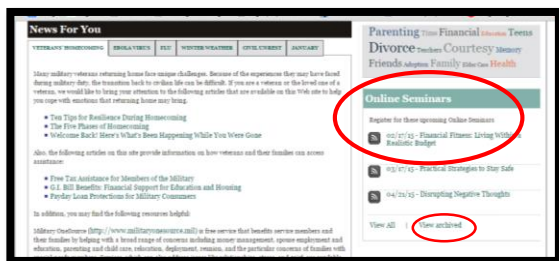 News For You
VETERANS' HOMECOMING EBOLA VIRUS FLU WINTER WEATHER CIVIL UNREST JANUARY
Many military veterans returning home face unique challenges. Because of the experiences they may have faced
during military duty, the transition back to civilian life can be difficult. If you are a veteran or the loved one of a
veteran, we would like to bring your attention to the following articles that are available on this Web site to help
you cope with emotions that returning home may bring.
Ten Tips for Resilience During Homecoming
The Five Phases of Homecoming
Welcome Back! Here's What's Been Happening While You Were Gone
Also, the following articles on this site provide information on how veterans and their families can access
assistance:
Free Tax Assistance for Members of the Military
G.I. Bill Benefits: Financial Support for Education and Housing
Payday Loan Protections for Military Consumers
In addition, you may find the following resources helpful:
Military OneSource (http://www.militaryonesource.mil) a free service that benefits service members and
their families by helping with a broad range of concerns including money management, spouse employment and
education, parenting and child care, relocation, deployment, reunion, and the particular concerns of families with
Parenting Time Financial Education Teens
Divorce Teachers Courtesy Memory
Friends Adoption Family Elder Care Health
Online Seminars
Register for these upcoming Online Seminars
02/17/15 - Financial Fitness: Living Within a
Realistic Budget
03/17/15 - Practical Strategies to Stay Safe
04/21/15 - Disrupting Negative Thoughts
View All | View archived